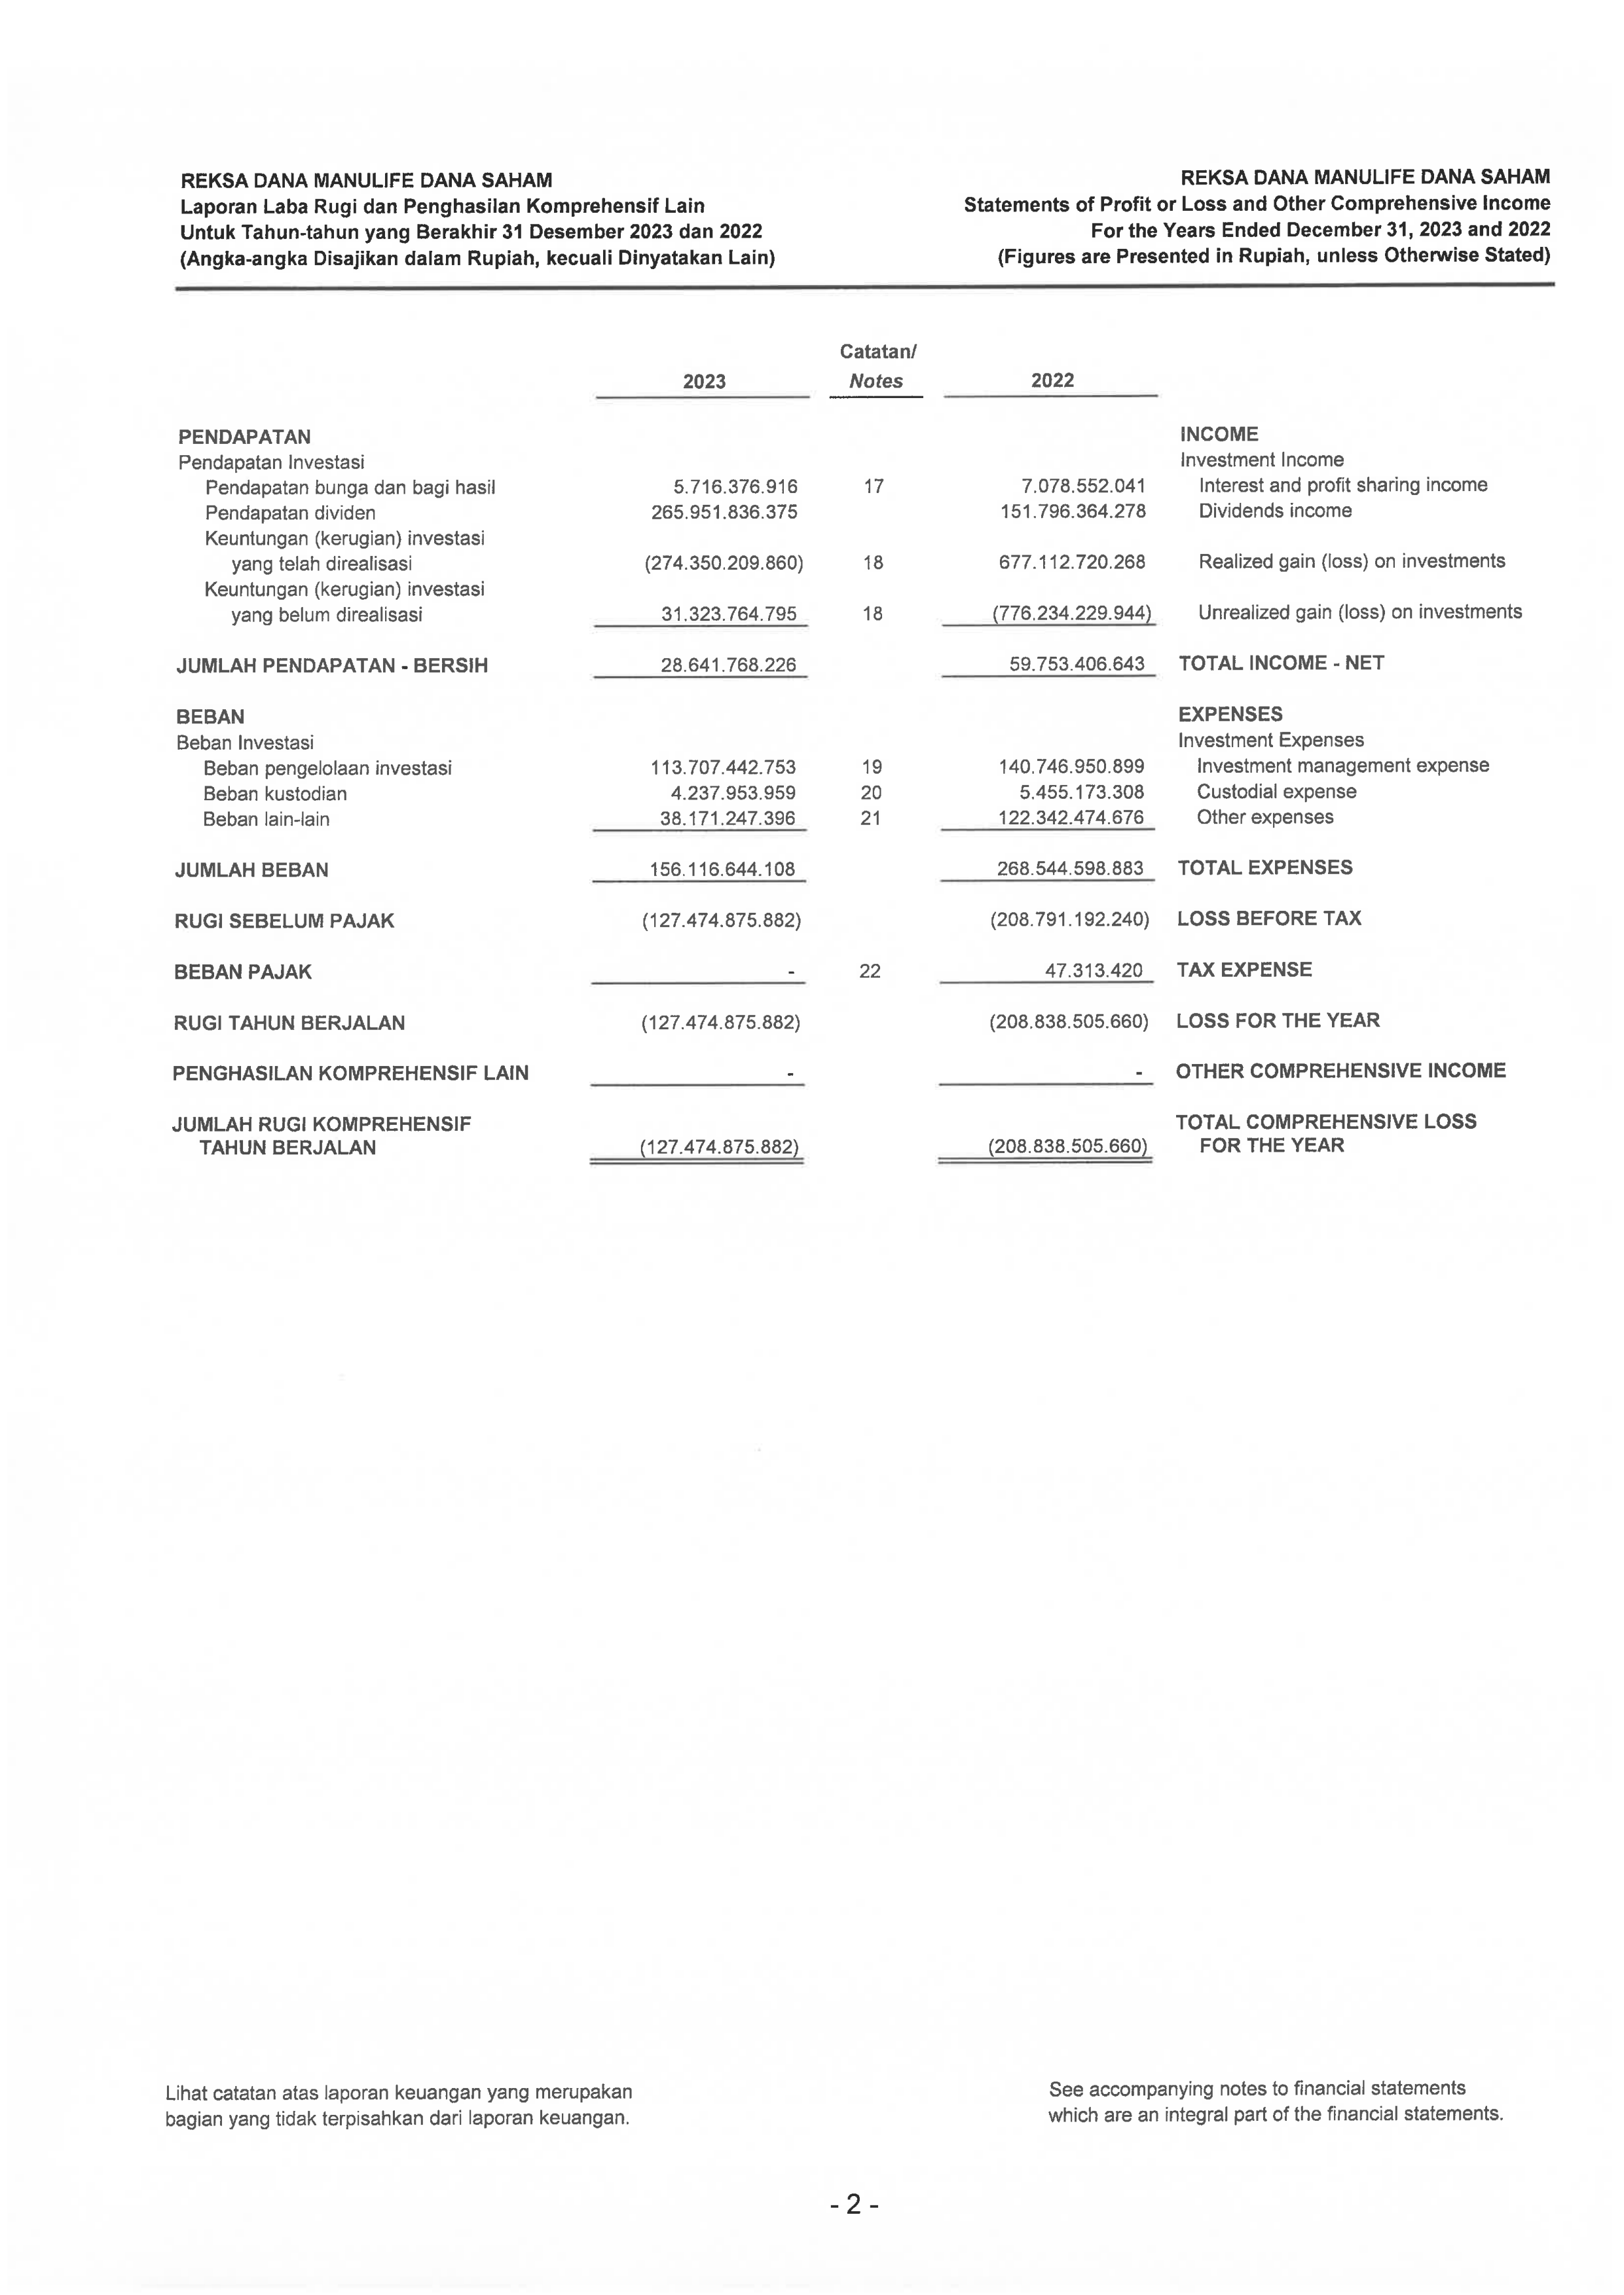 REKSA DANA MANULIFE DANA SAHAM
Laporan Laba Rugi dan Penghasilan Komprehensif Lain
Untuk Tahun-tahun yang Berakhir 31 Desember 2023 dan 2022
(Angka-angka Disajikan dalam Rupiah, kecuali Dinyatakan Lain)
REKSA DANA MANULIFE DANA SAHAM
Statements of Profit or Loss and Other Comprehensive Income
For the Years Ended December 31, 2023 and 2022
(Figures are Presented in Rupiah, unless Otherwise Stated)
Catatan/
2023 Notes 2022
PENDAPATAN INCOME
Pendapatan Investasi Investment Income
Pendapatan bunga dan bagi hasil 5.716.376.916 17 7.078.552.041 Interest and profit sharing income
Pendapatan dividen 265.951.836.375 151.796.364.278 Dividends income
Keuntungan (kerugian) investasi
yang telah direalisasi (274.350.209.860) 18 677.112.720.268 Realized gain (loss) on investments
Keuntungan (kerugian) investasi
yang belum direalisasi 31.323.764.795 18 (776.234.229.944) Unrealized gain (loss) on investments
JUMLAH PENDAPATAN - BERSIH 28.641.768.226 59.753.406.643 TOTAL INCOME - NET
BEBAN EXPENSES
Beban Investasi Investment Expenses
Beban pengelolaan investasi 113.707.442.753 19 140.746.950.899 Investment management expense
Beban kustodian 4.237.953.959 20 5.455.173.308 Custodial expense
Beban lain-lain 38.171.247.396 21 122.342.474.676 Other expenses
JUMLAH BEBAN 156.116.644.108 268.544.598.883 TOTAL EXPENSES
RUGI SEBELUM PAJAK (127.474.875.882) (208.791.192.240) LOSS BEFORE TAX
BEBAN PAJAK - 22 47.313.420 TAX EXPENSE
RUGI TAHUN BERJALAN (127.474.875.882) (208.838.505.660) LOSS FOR THE YEAR
PENGHASILAN KOMPREHENSIF LAIN - - OTHER COMPREHENSIVE INCOME
JUMLAH RUGI KOMPREHENSIF TOTAL COMPREHENSIVE LOSS
TAHUN BERJALAN (127.474.875.882) (208.838.505.660) FOR THE YEAR
Lihat catatan atas laporan keuangan yang merupakan
bagian yang tidak terpisahkan dari laporan keuangan.
See accompanying notes to financial statements
which are an integral part of the financial statements.
- 2 -